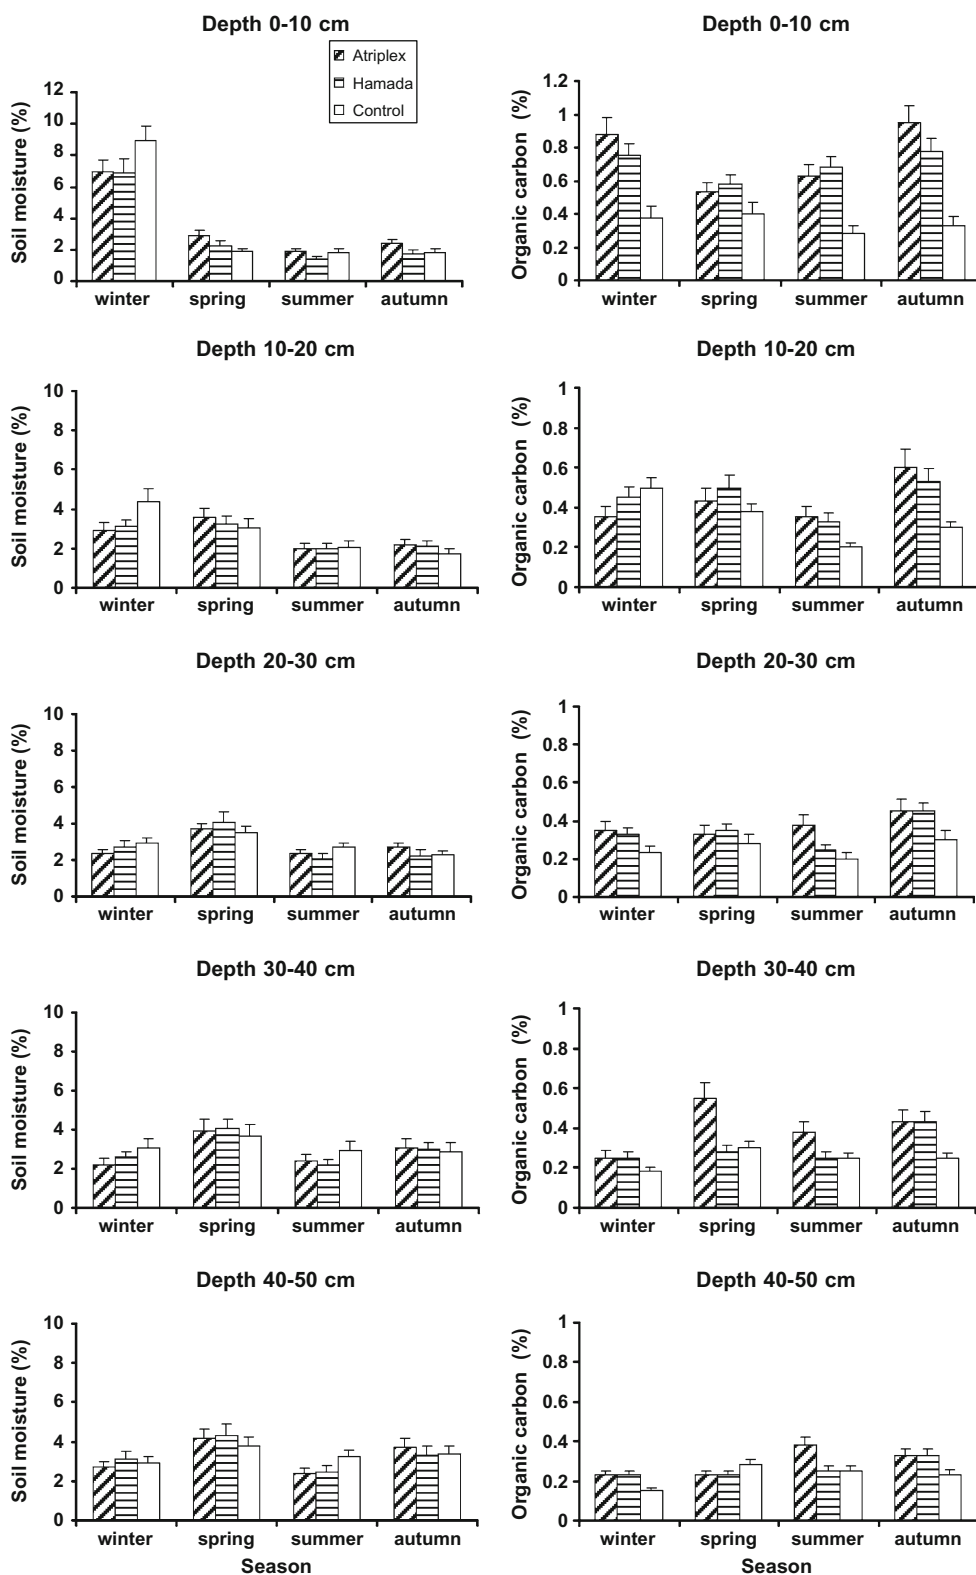 Depth 0-10 cm
Atriplex
Hamada
Control
Soil moisture (%)
12
10
8
6
4
2
0
winter spring summer autumn
Depth 0-10 cm
Organic carbon (%)
1.2
1
0.8
0.6
0.4
0.2
0
winter spring summer autumn
Depth 10-20 cm
Soil moisture (%)
10
8
6
4
2
0
winter spring summer autumn
Depth 10-20 cm
Organic carbon (%)
1
0.8
0.6
0.4
0.2
0
winter spring summer autumn
Depth 20-30 cm
Soil moisture (%)
10
8
6
4
2
0
winter spring summer autumn
Depth 20-30 cm
Organic carbon (%)
1
0.8
0.6
0.4
0.2
0
winter spring summer autumn
Depth 30-40 cm
Soil moisture (%)
10
8
6
4
2
0
winter spring summer autumn
Depth 30-40 cm
Organic carbon (%)
1
0.8
0.6
0.4
0.2
0
winter spring summer autumn
Depth 40-50 cm
Soil moisture (%)
10
8
6
4
2
0
winter spring summer autumn
Season
Depth 40-50 cm
Organic carbon (%)
1
0.8
0.6
0.4
0.2
0
winter spring summer autumn
Season